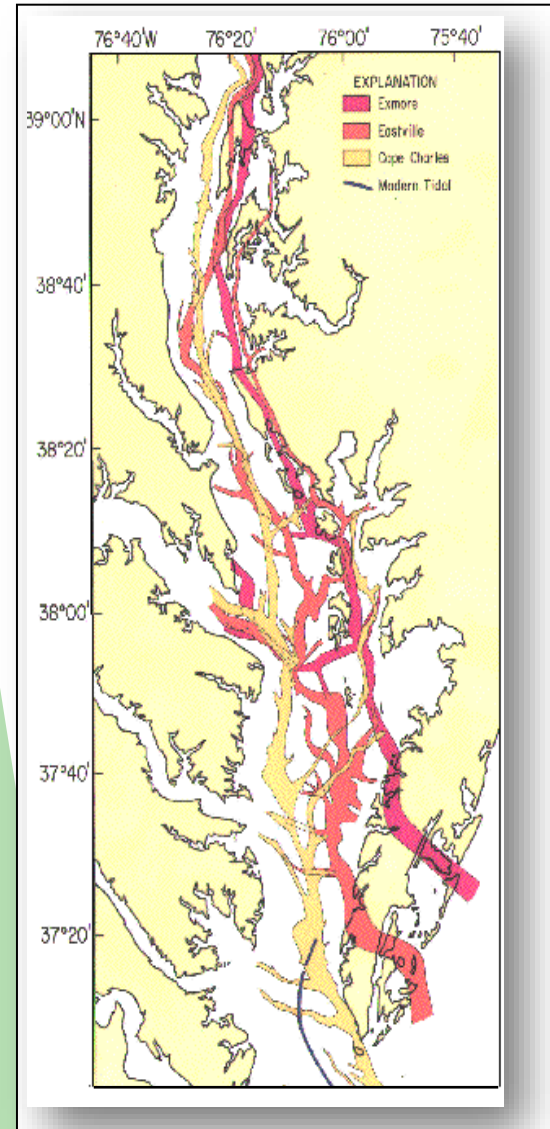 76°40'W 76°20' 76°00' 75°40'
39°00'N
EXPLANATION
Exmore
Eastville
Cape Charles
Modern Tidal
38°40'
38°20'
38°00'
37°40'
37°20'